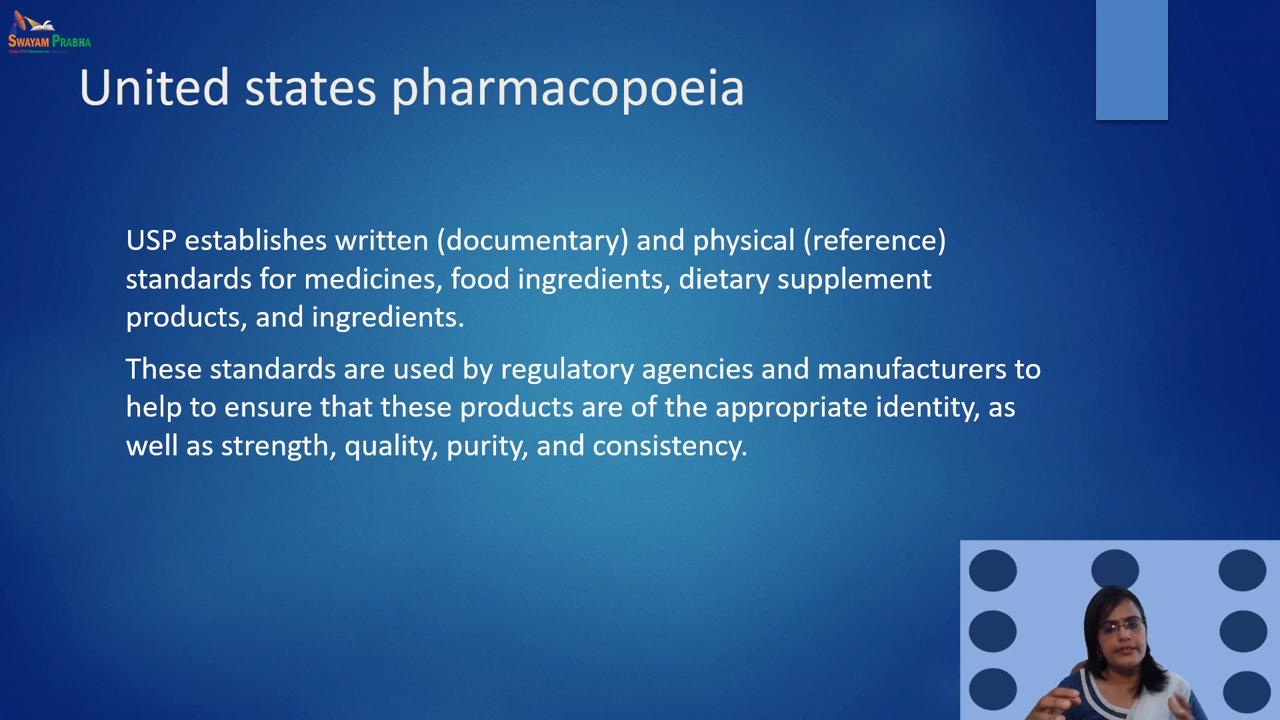 SWAYAM PRABHA
United states pharmacopoeia
USP establishes written (documentary) and physical (reference)
standards for medicines, food ingredients, dietary supplement
products, and ingredients.
These standards are used by regulatory agencies and manufacturers to
help to ensure that these products are of the appropriate identity, as
well as strength, quality, purity, and consistency.